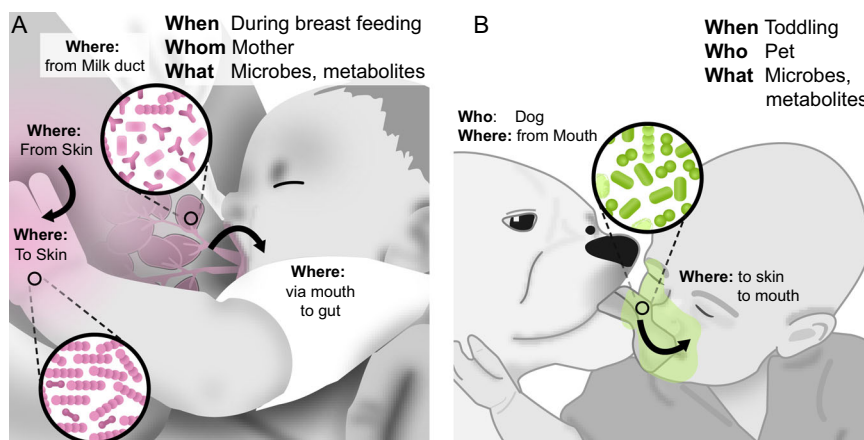 A
When During breast feeding
Whom Mother
What Microbes, metabolites
Where:
from Milk duct
Where:
From Skin
Where:
To Skin
Where:
via mouth
to gut
B
When Toddling
Who Pet
What Microbes,
metabolites
Who: Dog
Where: from Mouth
Where: to skin
to mouth